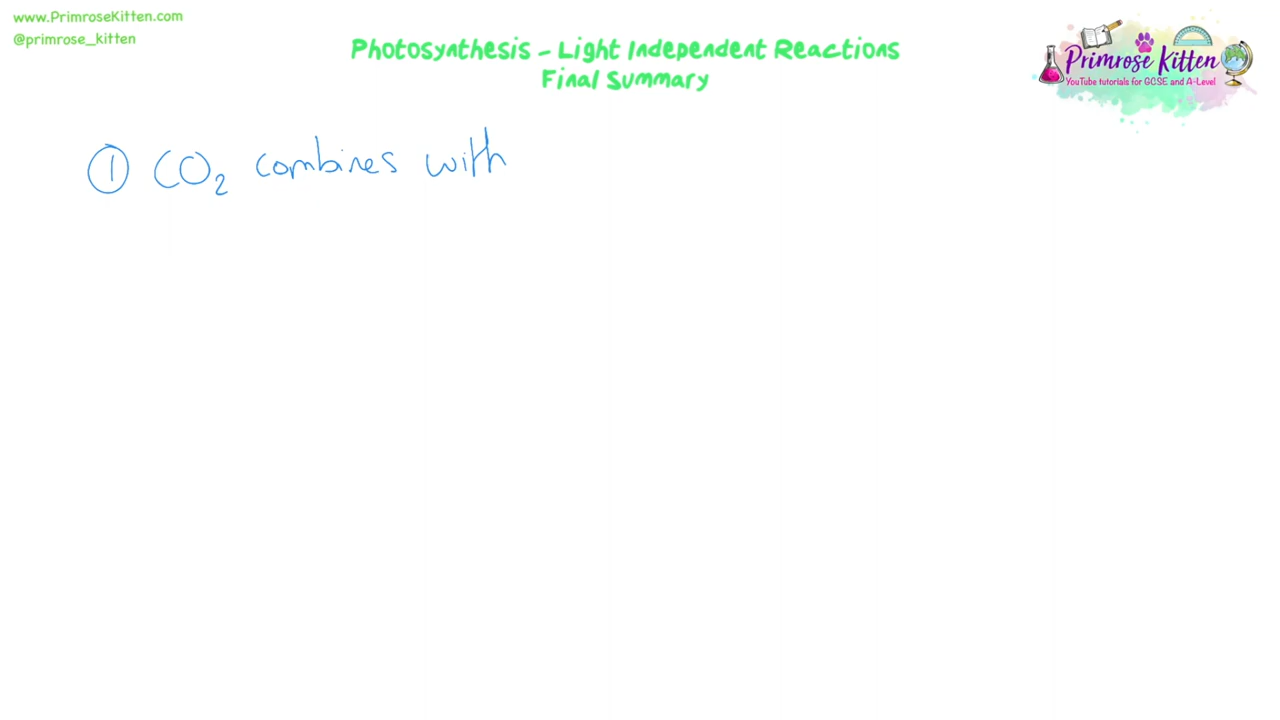 www.PrimroseKitten.com
@primrose_kitten
Photosynthesis - Light Independent Reactions
Final Summary
Primrose Kitten
YouTube tutorials for GCSE and A-Level
① CO₂ combines with